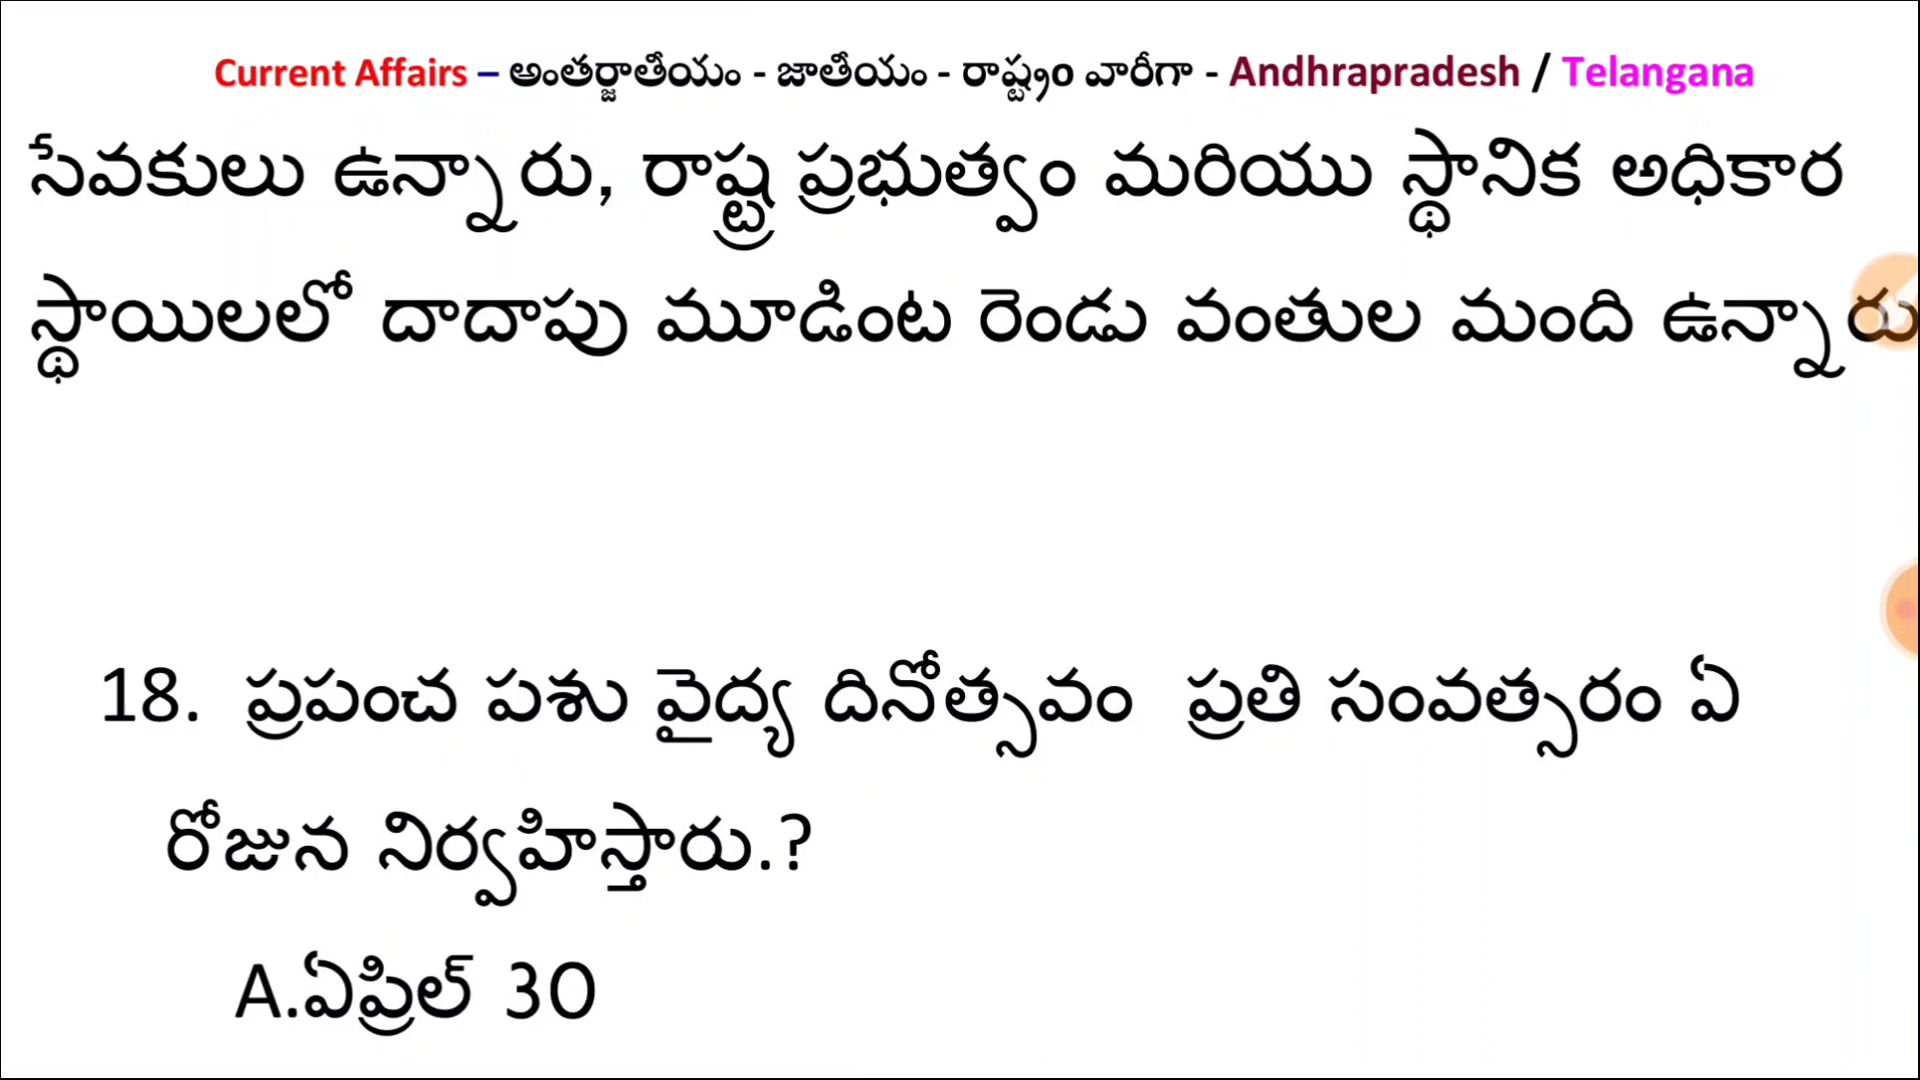 Current Affairs – అంతర్జాతీయం - జాతీయం - రాష్ట్రం వారీగా - Andhrapradesh / Telangana
సేవకులు ఉన్నారు, రాష్ట్ర ప్రభుత్వం మరియు స్థానిక అధికార
స్థాయిలలో దాదాపు మూడింట రెండు వంతుల మంది ఉన్నారు
18. ప్రపంచ పశు వైద్య దినోత్సవం ప్రతి సంవత్సరం ఏ
రోజున నిర్వహిస్తారు.?
A.ఏప్రిల్ 30